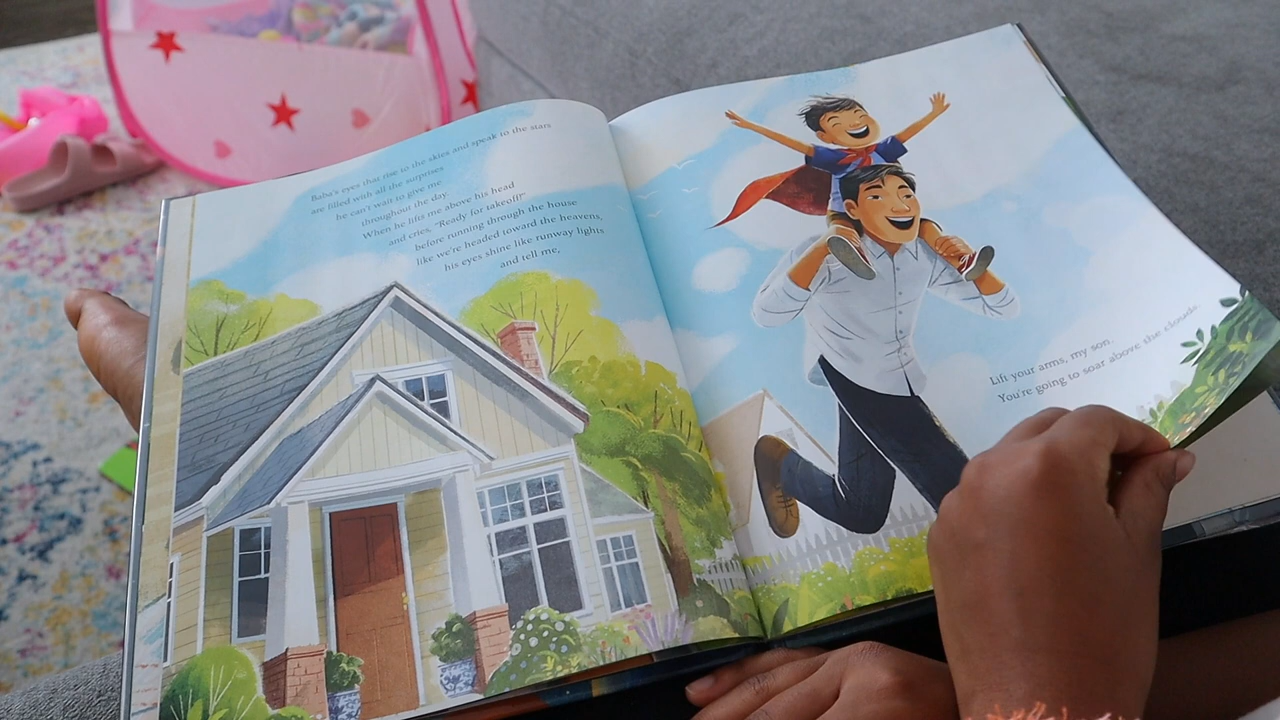 Baba's eyes that rise to the skies and speak to the stars
are filled with all the surprises
he can't wait to give me
throughout the day
When he lifts me above his head
and cries, "Ready for takeoff!"
before running through the house
like we're headed toward the heavens,
his eyes shine like runway lights
and tell me,
Lift your arms, my son.
You're going to soar above the clouds.